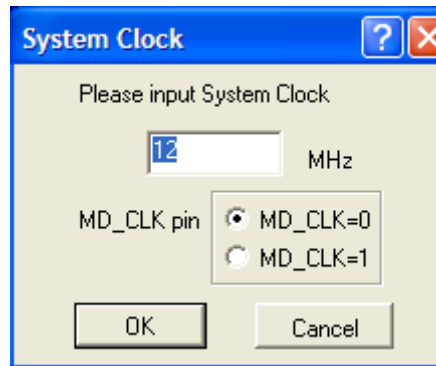 System Clock
Please input System Clock
12 MHz
MD_CLK pin MD_CLK=0
MD_CLK=1
OK Cancel